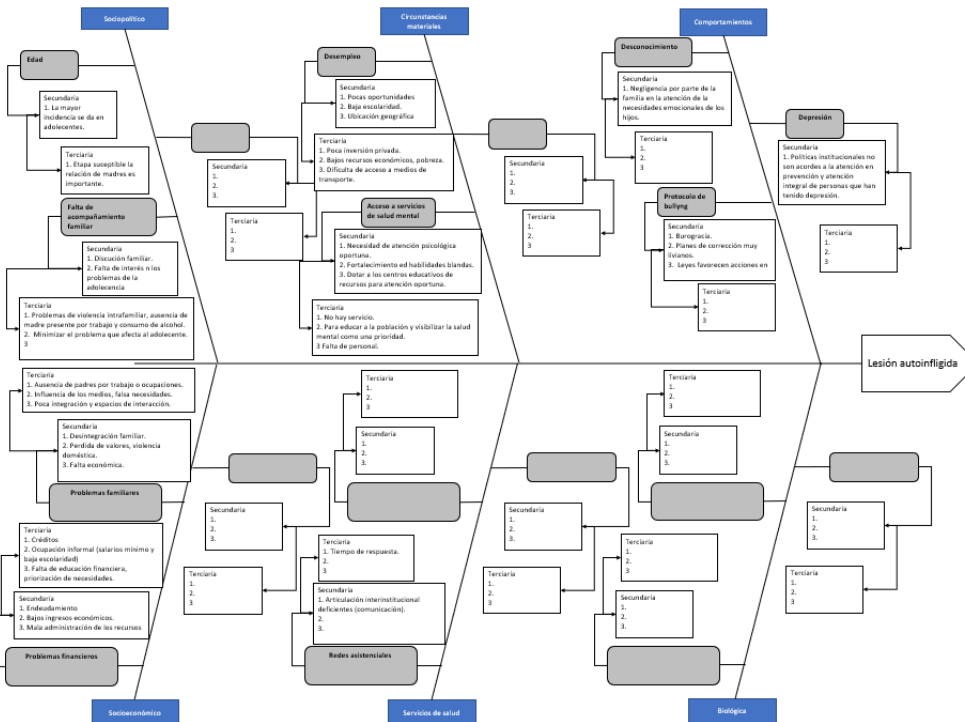 Sociopolítico
Circunstancias
materiales
Comportamientos
Edad
Secundaria
1. La mayor
incidencia se da en
adolecentes.
Terciaria
1. Etapa suseptible la
relación de madres es
importante.
Falta de
acompañamiento
familiar
Secundaria
1. Discución familiar.
2. Falta de interés n los
problemas de la
adolecencia
Terciaria
1. Problemas de violencia intrafamiliar, ausencia de
madre presente por trabajo y consumo de alcohol.
2. Minimizar el problema que afecta al adolecente.
3
Secundaria
1.
2.
3.
Terciaria
1.
2.
3
Desempleo
Secundaria
1. Pocas oportunidades
2. Baja escolaridad.
3. Ubicación geográfica
Terciaria
1. Poca inversión privada.
2. Bajos recursos económicos, pobreza.
3. Dificulta de acceso a medios de
transporte.
Acceso a servicios
de salud mental
Secundaria
1. Necesidad de atención psicológica
oportuna.
2. Fortalecimiento ed habilidades blandas.
3. Dotar a los centros educativos de
recursos para atención oportuna.
Terciaria
1. No hay servicio.
2. Para educar a la población y visibilizar la salud
mental como una prioridad.
3 Falta de personal.
Secundaria
1.
2.
3.
Terciaria
1.
2.
3
Desconocimiento
Secundaria
1. Negligencia por parte de la
familia en la atención de la
necesidades emocionales de los
hijos.
Terciaria
1.
2.
3
Protocolo de
bullyng
Secundaria
1. Burogracía.
2. Planes de corrección muy
livianos.
3. Leyes favorecen acciones en
Terciaria
1.
2.
3
Depresión
Secundaria
1. Políticas institucionales no
son acordes a la atención en
prevención y atención
integral de personas que han
tenido depresión.
Terciaria
1.
2.
3
Lesión autoinfligida
Terciaria
1. Ausencia de padres por trabajo o ocupaciones.
2. Influencia de los medios, falsa necesidades.
3. Poca integración y espacios de interacción.
Secundaria
1. Desintegración familiar.
2. Perdida de valores, violencia
doméstica.
3. Falta económica.
Problemas familiares
Terciaria
1. Créditos
2. Ocupación informal (salarios mínimo y
baja escolaridad)
3. Falta de educación financiera,
priorización de necesidades.
Secundaria
1. Endeudamiento
2. Bajos ingresos económicos.
3. Mala administración de los recursos
Problemas financieros
Secundaria
1.
2.
3.
Terciaria
1.
2.
3
Terciaria
1.
2.
3
Secundaria
1.
2.
3.
Terciaria
1. Tiempo de respuesta.
2.
3
Secundaria
1. Articulación interinstitucional
deficientes (comunicación).
2.
3.
Redes asistenciales
Secundaria
1.
2.
3.
Terciaria
1.
2.
3
Terciaria
1.
2.
3
Secundaria
1.
2.
3.
Terciaria
1.
2.
3
Secundaria
1.
2.
3.
Secundaria
1.
2.
3.
Terciaria
1.
2.
3
Socioeconómico
Servicios de salud
Biológica